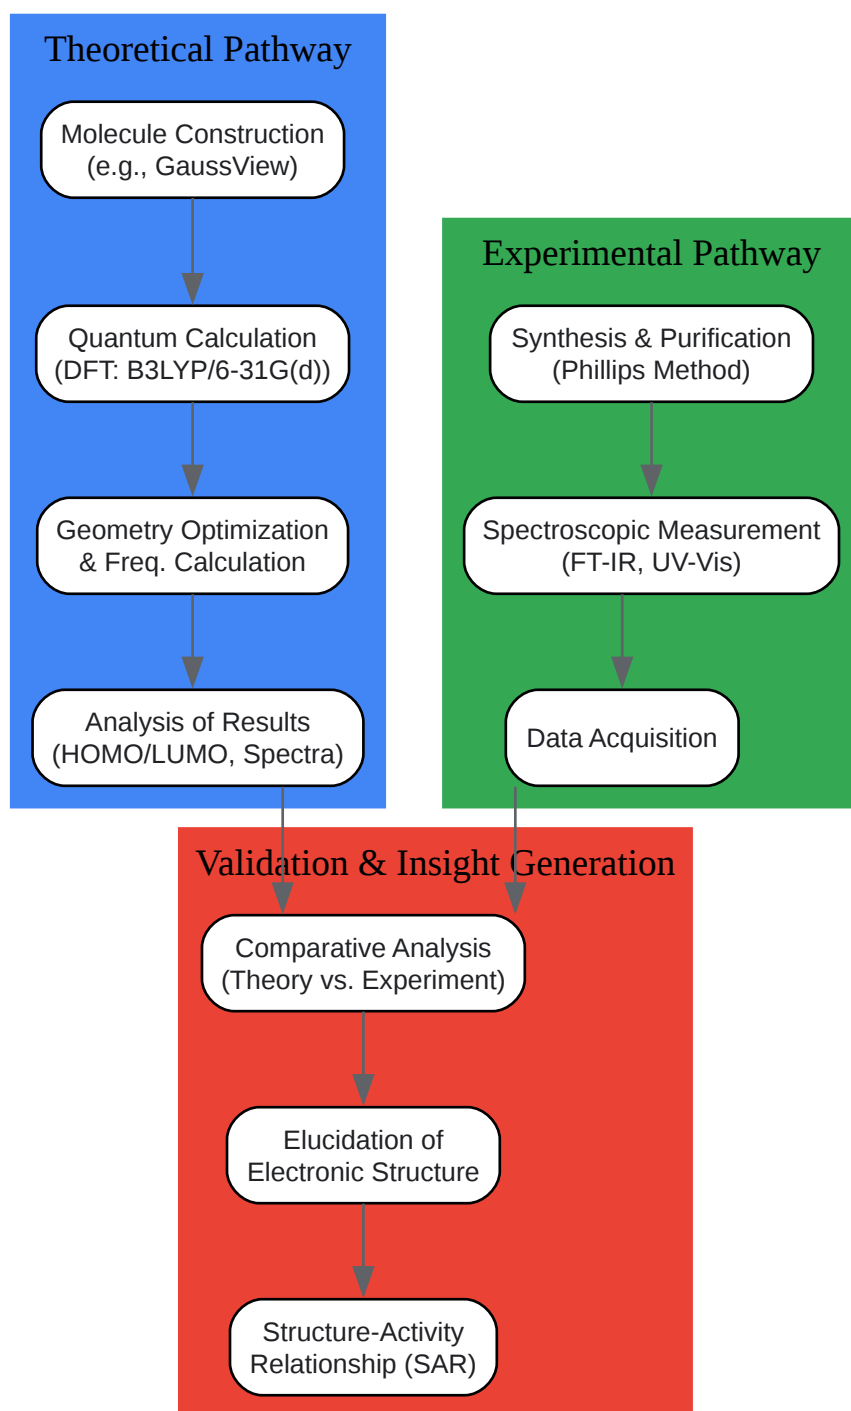 Theoretical Pathway
Molecule Construction
(e.g., GaussView)
Quantum Calculation
(DFT: B3LYP/6-31G(d))
Geometry Optimization
& Freq. Calculation
Analysis of Results
(HOMO/LUMO, Spectra)
Experimental Pathway
Synthesis & Purification
(Phillips Method)
Spectroscopic Measurement
(FT-IR, UV-Vis)
Data Acquisition
Validation & Insight Generation
Comparative Analysis
(Theory vs. Experiment)
Elucidation of
Electronic Structure
Structure-Activity
Relationship (SAR)